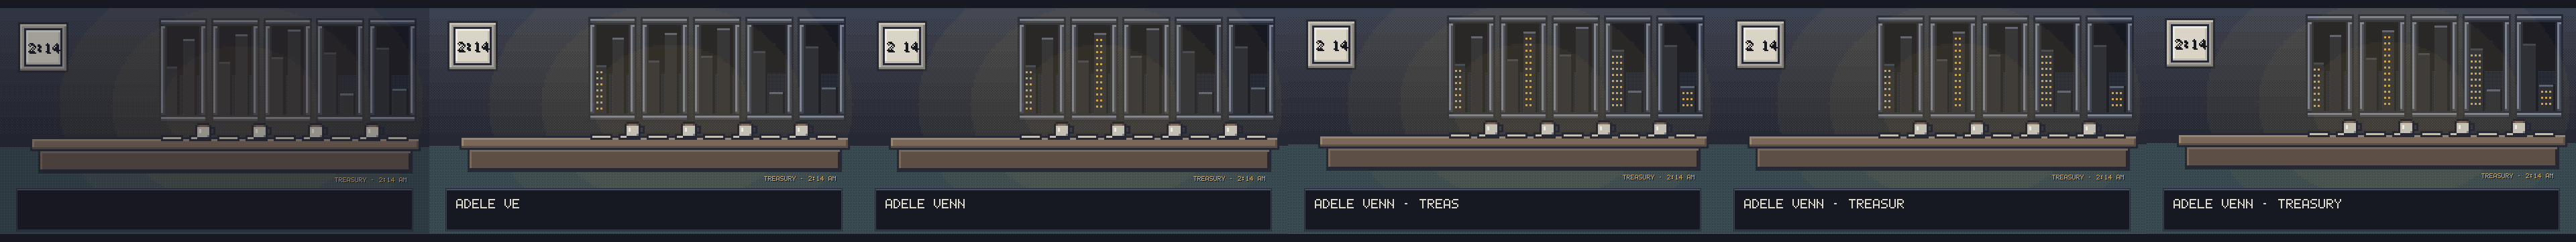 2:14
TREASURY - 2:14 AM
2:14
TREASURY - 2:14 AM
ADELE VE
2 14
TREASURY - 2:14 AM
ADELE VENN
2 14
TREASURY - 2:14 AM
ADELE VENN - TREAS
2 14
TREASURY - 2:14 AM
ADELE VENN - TREASUR
2:14
TREASURY - 2:14 AM
ADELE VENN - TREASURY